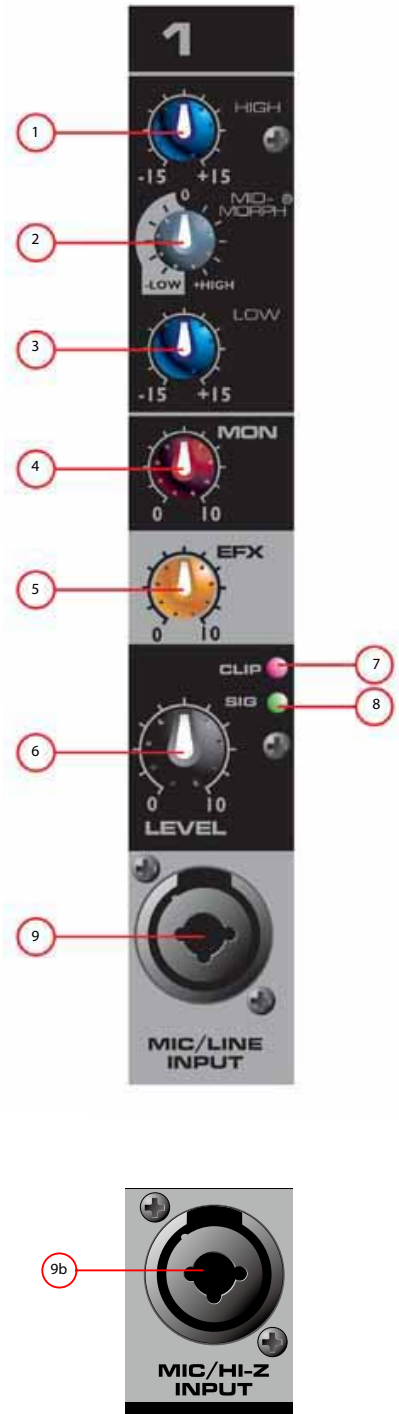 1
HIGH
1
-15 +15
MID-
MORPH
0
2
-LOW +HIGH
LOW
3
-15 +15
MON
4
0 10
EFX
5
0 10
CLIP
7
SIG
8
6
0 10
LEVEL
9
MIC/LINE
INPUT
9b
MIC/HI-Z
INPUT